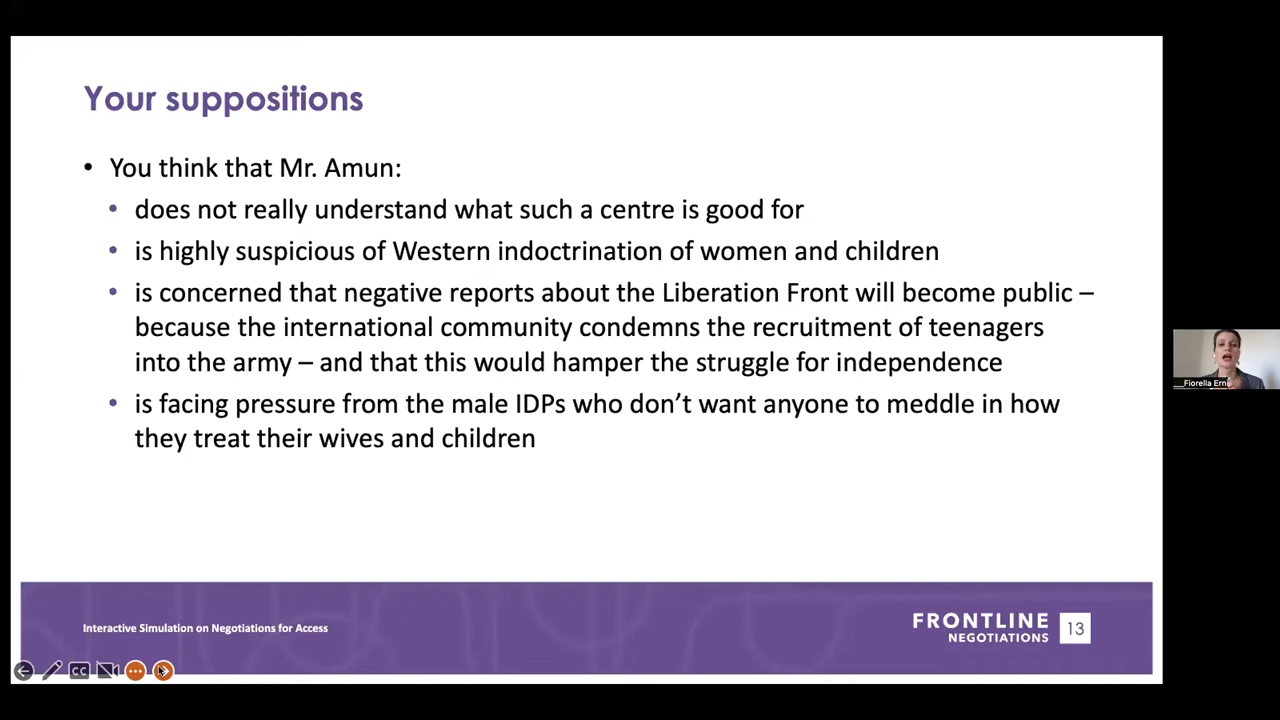 Your suppositions
• You think that Mr. Amun:
• does not really understand what such a centre is good for
• is highly suspicious of Western indoctrination of women and children
• is concerned that negative reports about the Liberation Front will become public –
because the international community condemns the recruitment of teenagers
into the army – and that this would hamper the struggle for independence
• is facing pressure from the male IDPs who don't want anyone to meddle in how
they treat their wives and children
__Fiorella Erni
Interactive Simulation on Negotiations for Access
FRONTLINE
NEGOTIATIONS
13
CC